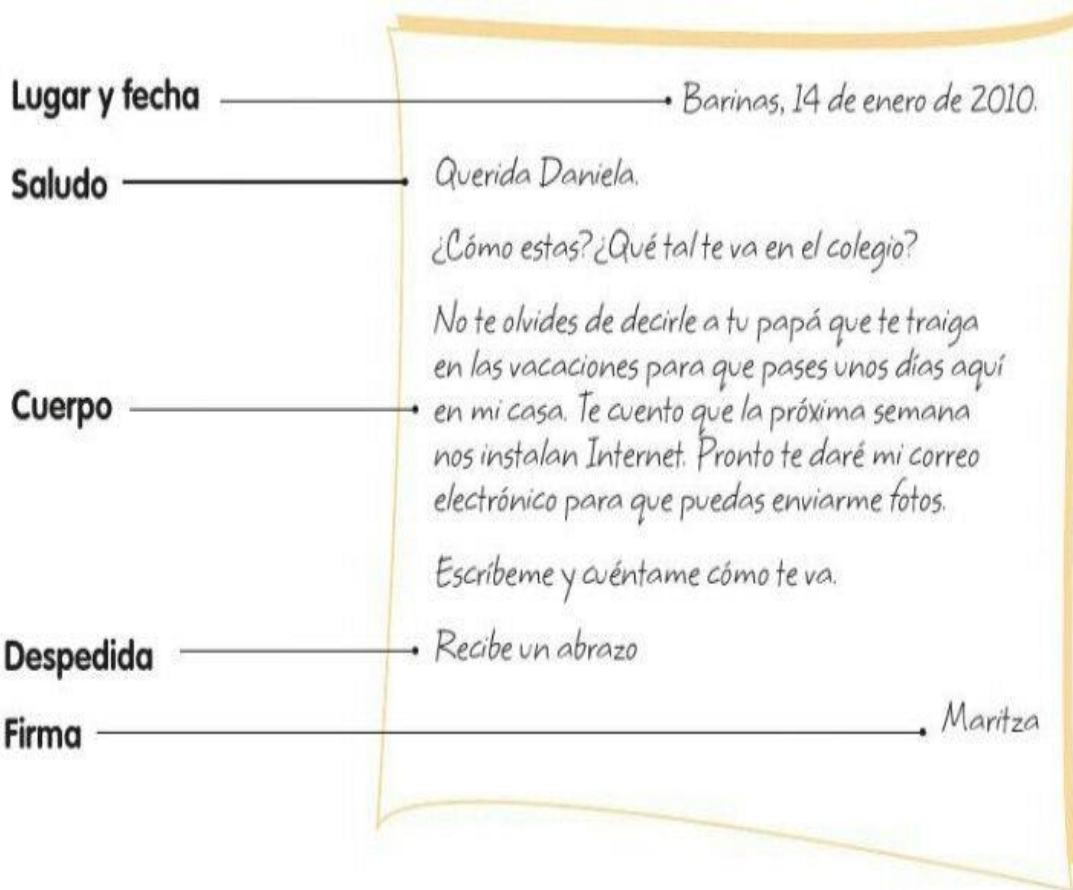 Lugar y fecha
Barinas, 14 de enero de 2010.
Saludo
Querida Daniela.
¿Cómo estas? ¿Qué tal te va en el colegio?
No te olvides de decirle a tu papá que te traiga
en las vacaciones para que pases unos días aquí
Cuerpo
en mi casa. Te cuento que la próxima semana
nos instalan Internet. Pronto te daré mi correo
electrónico para que puedas enviarme fotos.
Escríbeme y cuéntame cómo te va.
Despedida
Recibe un abrazo
Firma
Maritza